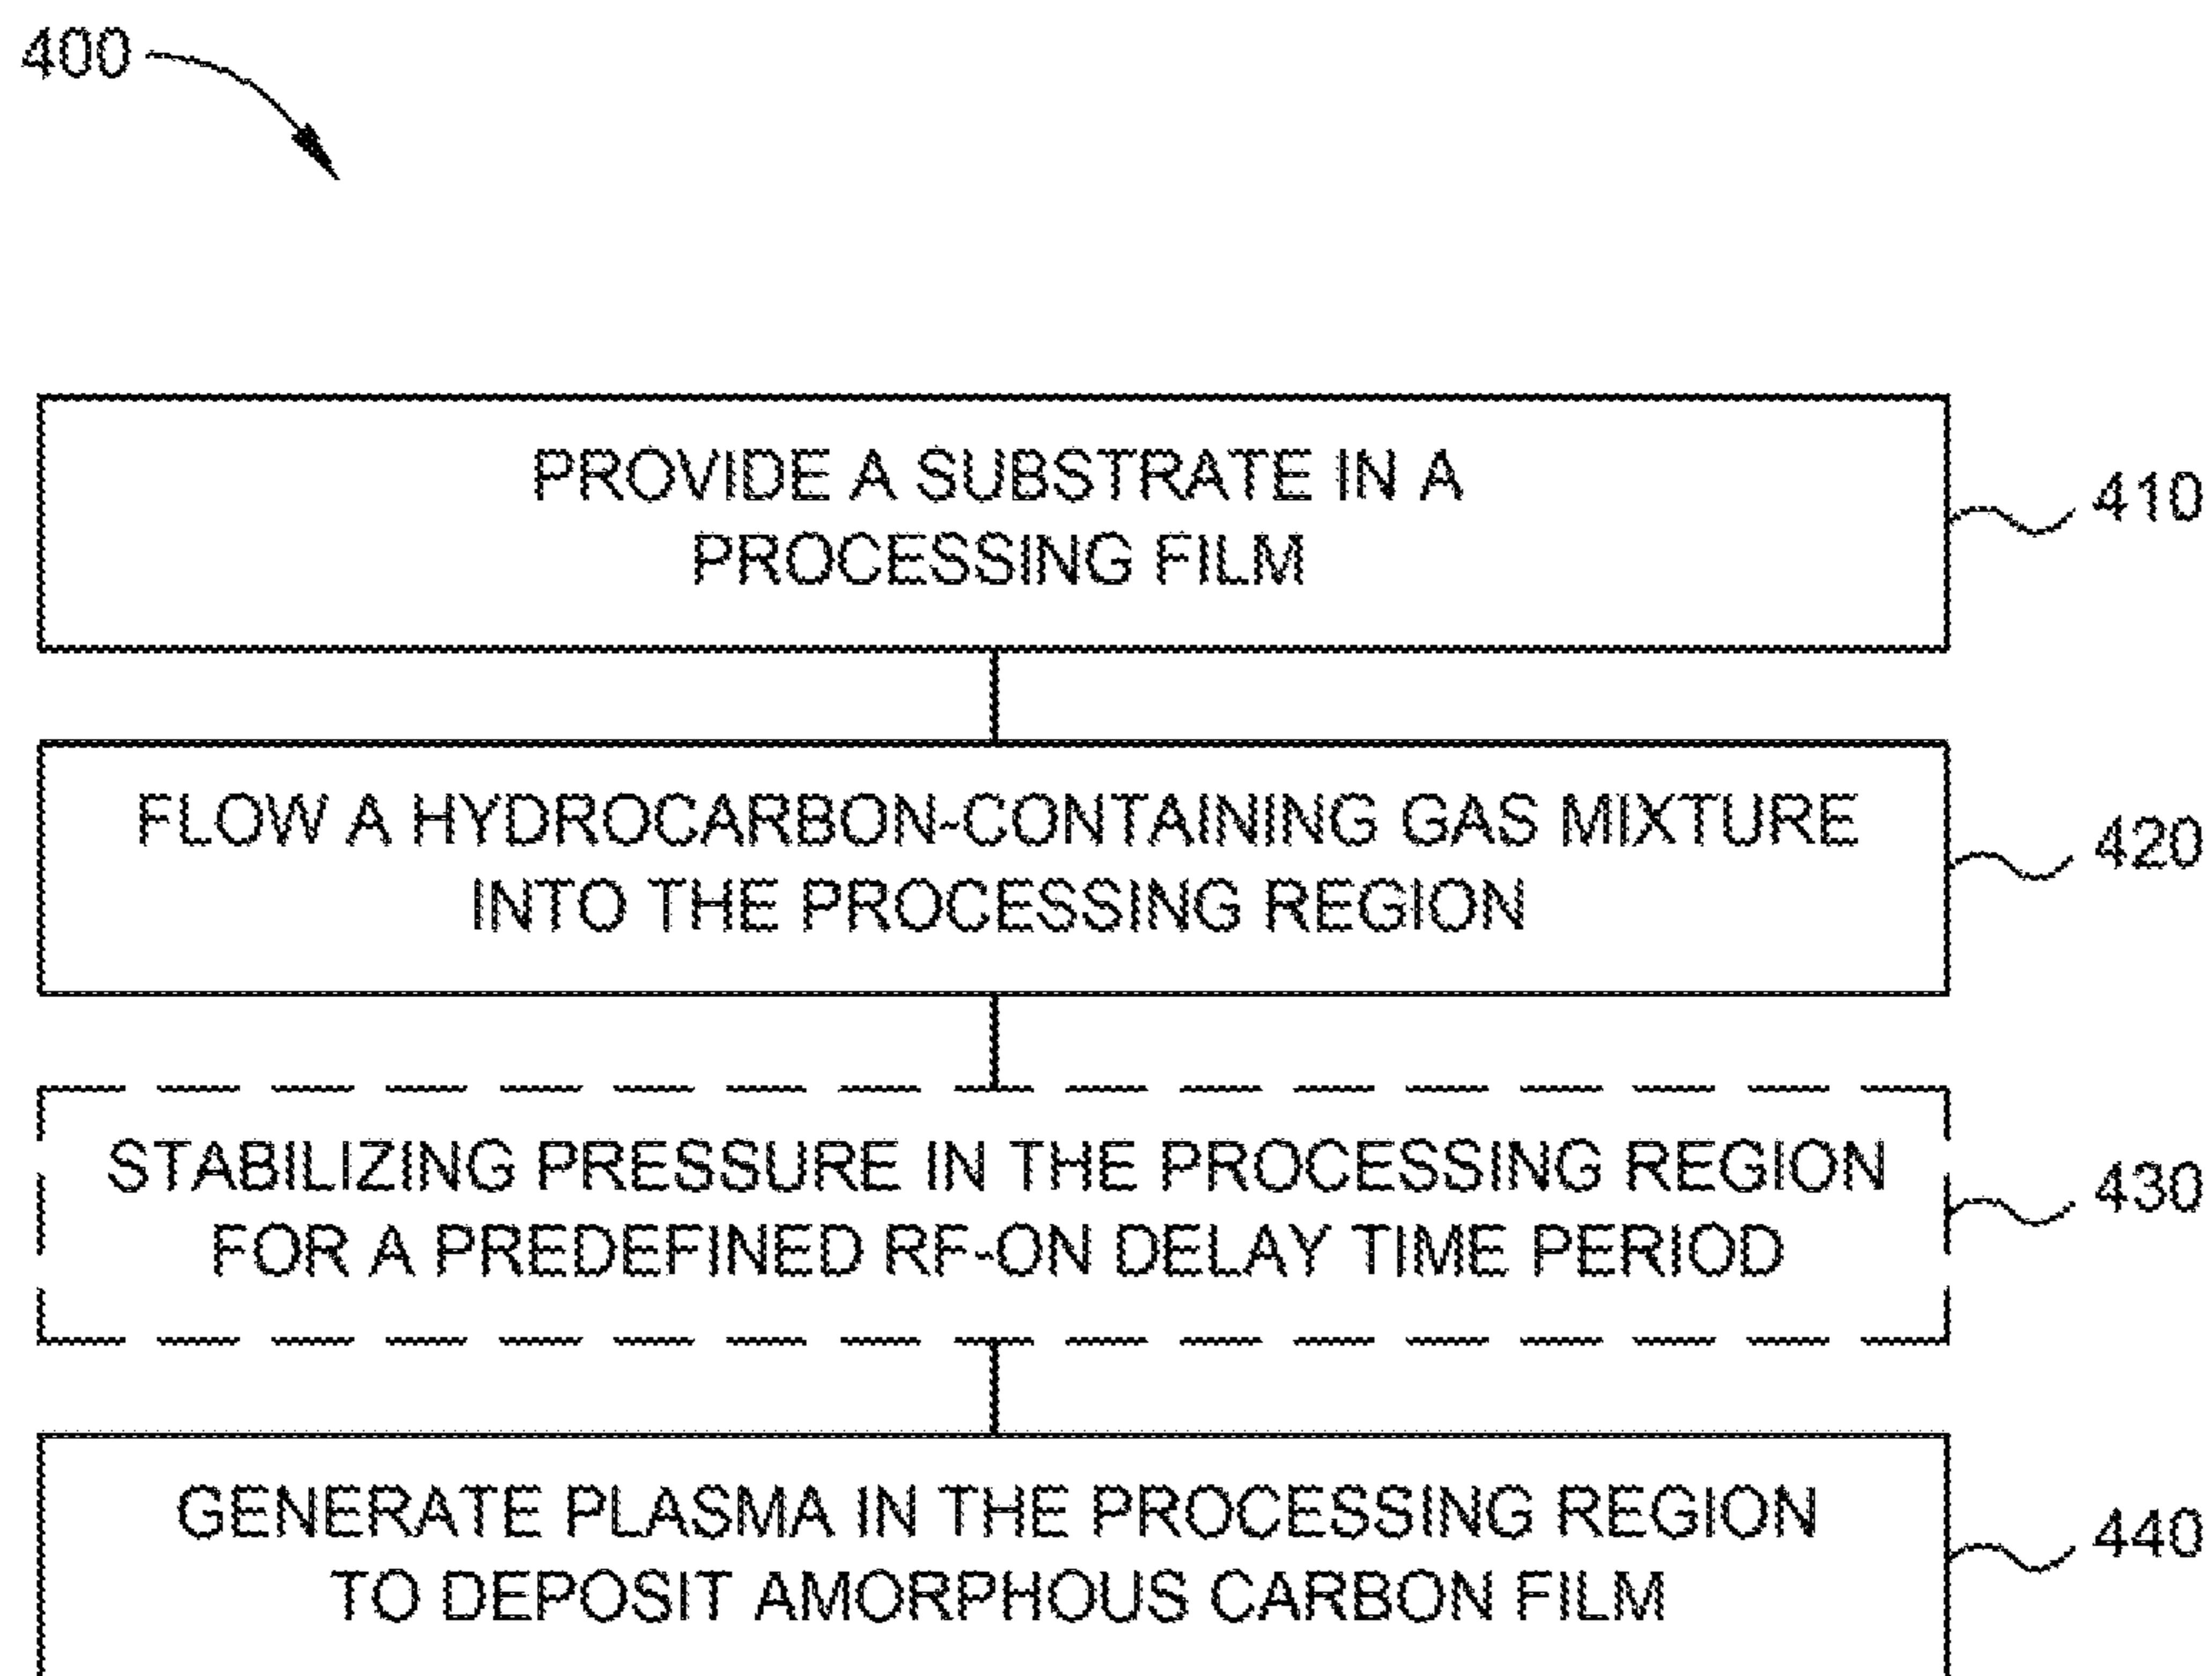 400
PROVIDE A SUBSTRATE IN A
PROCESSING FILM
410
FLOW A HYDROCARBON-CONTAINING GAS MIXTURE
INTO THE PROCESSING REGION
420
STABILIZING PRESSURE IN THE PROCESSING REGION
FOR A PREDEFINED RF-ON DELAY TIME PERIOD
430
GENERATE PLASMA IN THE PROCESSING REGION
TO DEPOSIT AMORPHOUS CARBON FILM
440